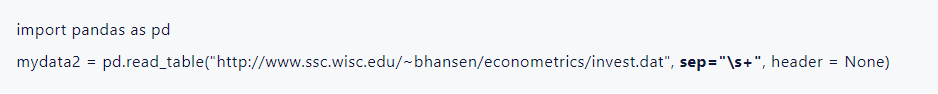 import pandas as pd
mydata2 = pd.read_table("http://www.ssc.wisc.edu/~bhansen/econometrics/invest.dat", sep="\s+", header = None)